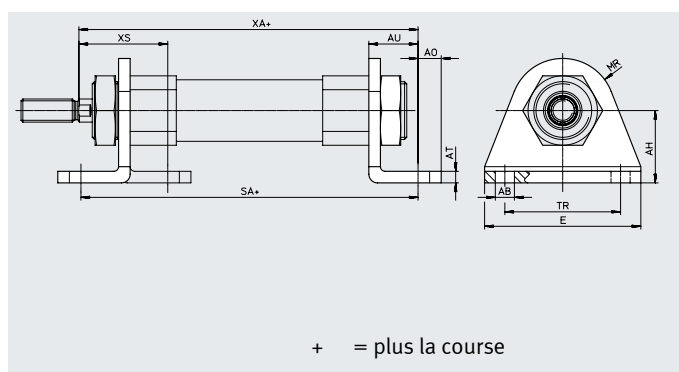 XA+
XS
AU
AO
AT
SA+
MR
AH
AB
TR
E
+ = plus la course